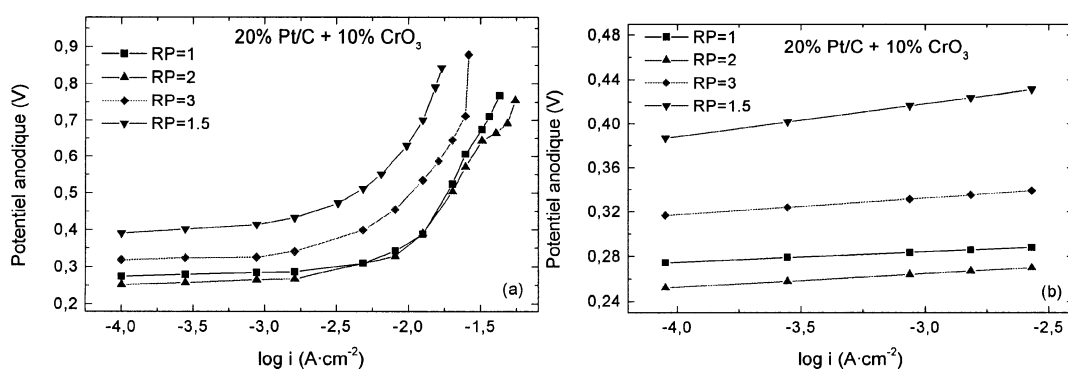 20% Pt/C + 10% CrO₃
RP=1
RP=2
RP=3
RP=1.5
Potentiel anodique (V)
0,9
0,8
0,7
0,6
0,5
0,4
0,3
0,2
(a)
-4,0 -3,5 -3,0 -2,5 -2,0 -1,5 -1,0
log i (A·cm⁻²)
20% Pt/C + 10% CrO₃
RP=1
RP=2
RP=3
RP=1.5
Potentiel anodique (V)
0,48
0,44
0,40
0,36
0,32
0,28
0,24
(b)
-4,0 -3,5 -3,0 -2,5
log i (A·cm⁻²)